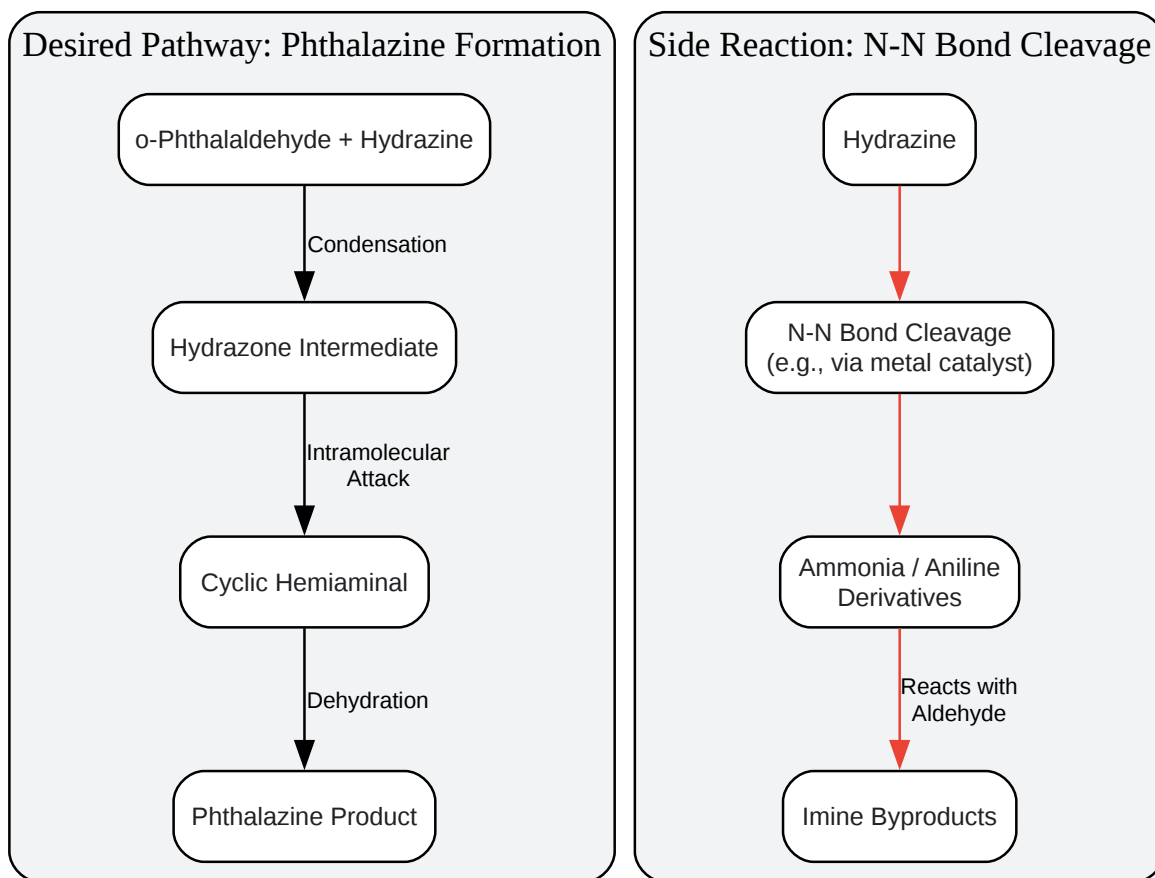 Desired Pathway: Phthalazine Formation
o-Phthalaldehyde + Hydrazine
Condensation
Hydrazone Intermediate
Intramolecular
Attack
Cyclic Hemiaminal
Dehydration
Phthalazine Product
Side Reaction: N-N Bond Cleavage
Hydrazine
N-N Bond Cleavage
(e.g., via metal catalyst)
Ammonia / Aniline
Derivatives
Reacts with
Aldehyde
Imine Byproducts